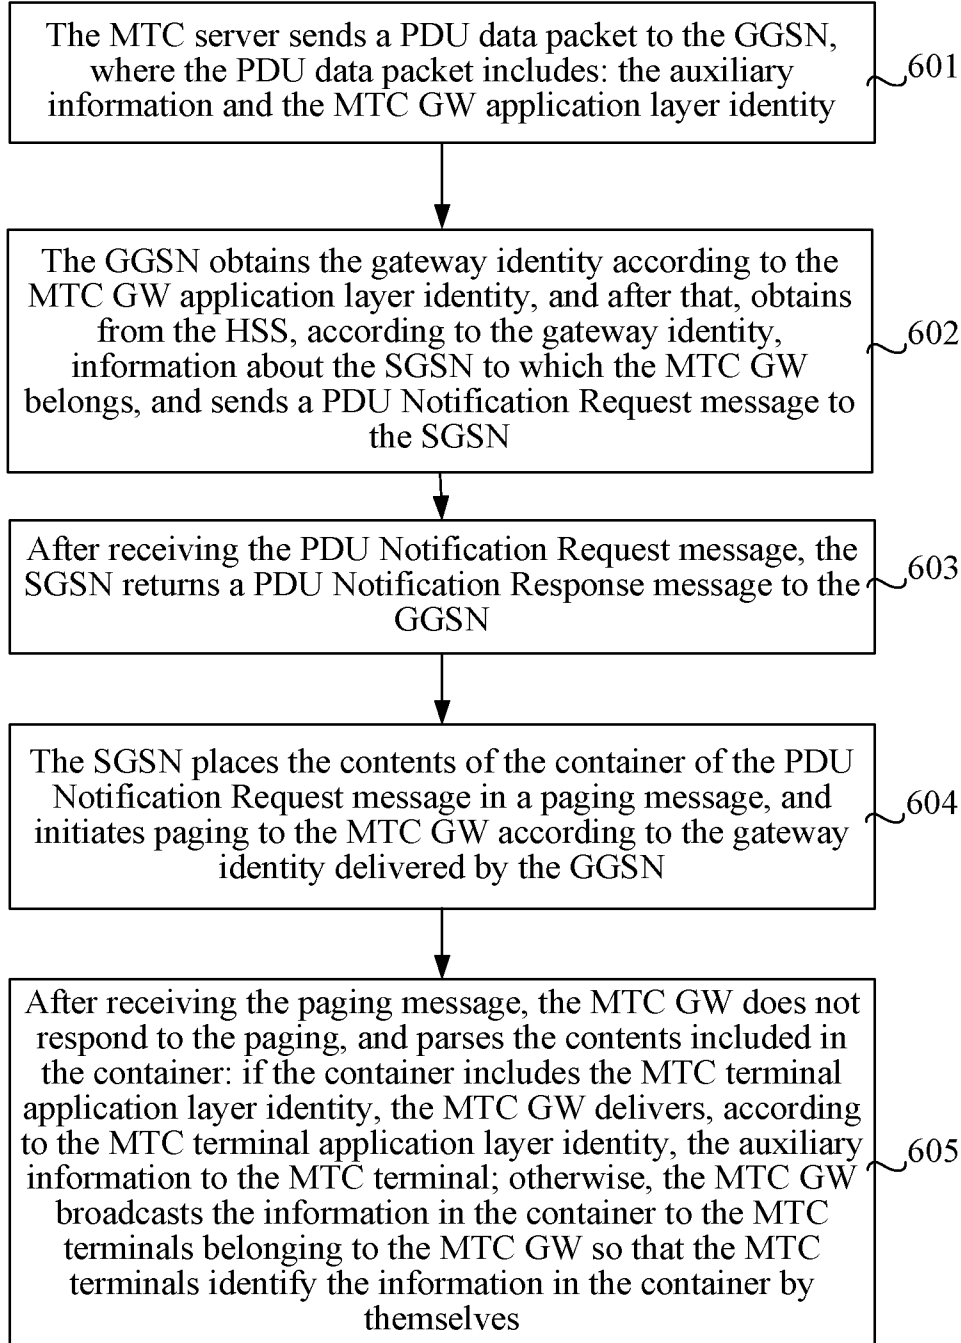 The MTC server sends a PDU data packet to the GGSN,
where the PDU data packet includes: the auxiliary
information and the MTC GW application layer identity
601
The GGSN obtains the gateway identity according to the
MTC GW application layer identity, and after that, obtains
from the HSS, according to the gateway identity,
information about the SGSN to which the MTC GW
belongs, and sends a PDU Notification Request message to
the SGSN
602
After receiving the PDU Notification Request message, the
SGSN returns a PDU Notification Response message to the
GGSN
603
The SGSN places the contents of the container of the PDU
Notification Request message in a paging message, and
initiates paging to the MTC GW according to the gateway
identity delivered by the GGSN
604
After receiving the paging message, the MTC GW does not
respond to the paging, and parses the contents included in
the container: if the container includes the MTC terminal
application layer identity, the MTC GW delivers, according
to the MTC terminal application layer identity, the auxiliary
information to the MTC terminal; otherwise, the MTC GW
broadcasts the information in the container to the MTC
terminals belonging to the MTC GW so that the MTC
terminals identify the information in the container by
themselves
605